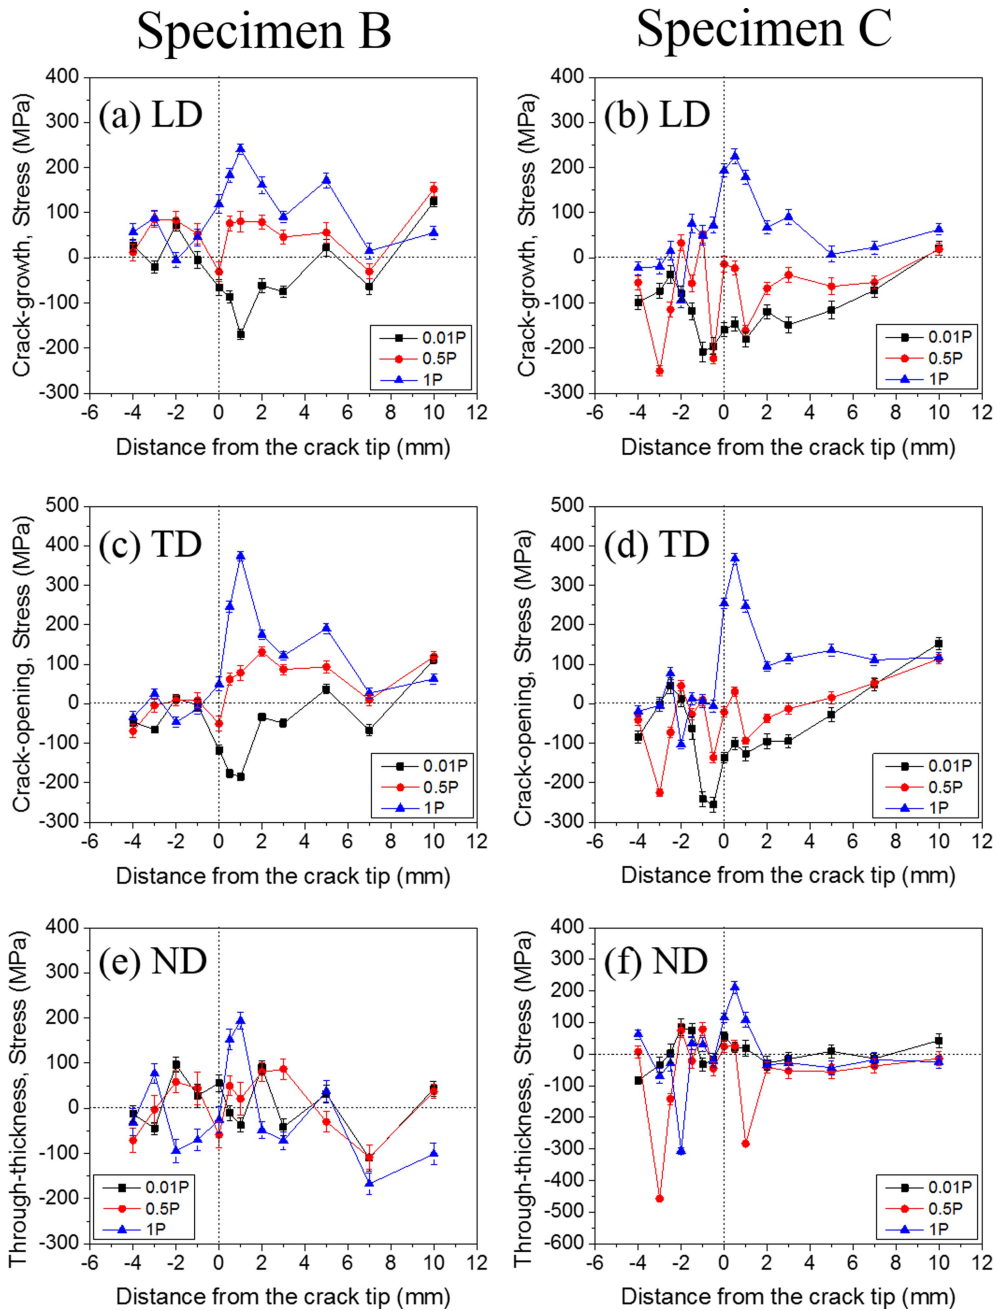 Specimen B
Specimen C
(a) LD
Crack-growth, Stress (MPa)
400
300
200
100
0
-100
-200
-300
0.01P
0.5P
1P
-6 -4 -2 0 2 4 6 8 10 12
Distance from the crack tip (mm)
(b) LD
Crack-growth, Stress (MPa)
400
300
200
100
0
-100
-200
-300
0.01P
0.5P
1P
-6 -4 -2 0 2 4 6 8 10 12
Distance from the crack tip (mm)
(c) TD
Crack-opening, Stress (MPa)
500
400
300
200
100
0
-100
-200
-300
0.01P
0.5P
1P
-6 -4 -2 0 2 4 6 8 10 12
Distance from the crack tip (mm)
(d) TD
Crack-opening, Stress (MPa)
500
400
300
200
100
0
-100
-200
-300
0.01P
0.5P
1P
-6 -4 -2 0 2 4 6 8 10 12
Distance from the crack tip (mm)
(e) ND
Through-thickness, Stress (MPa)
400
300
200
100
0
-100
-200
-300
0.01P
0.5P
1P
-6 -4 -2 0 2 4 6 8 10 12
Distance from the crack tip (mm)
(f) ND
Through-thickness, Stress (MPa)
400
300
200
100
0
-100
-200
-300
-400
-500
-600
0.01P
0.5P
1P
-6 -4 -2 0 2 4 6 8 10 12
Distance from the crack tip (mm)